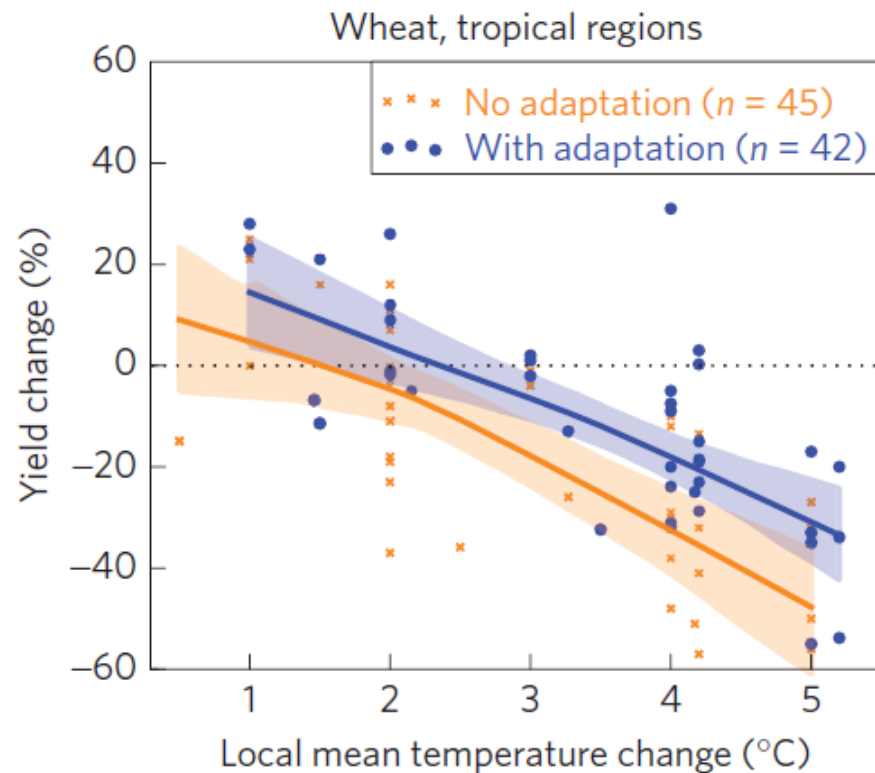 Wheat, tropical regions
60
No adaptation (n = 45)
With adaptation (n = 42)
40
20
0
−20
−40
−60
Yield change (%)
1 2 3 4 5
Local mean temperature change (°C)